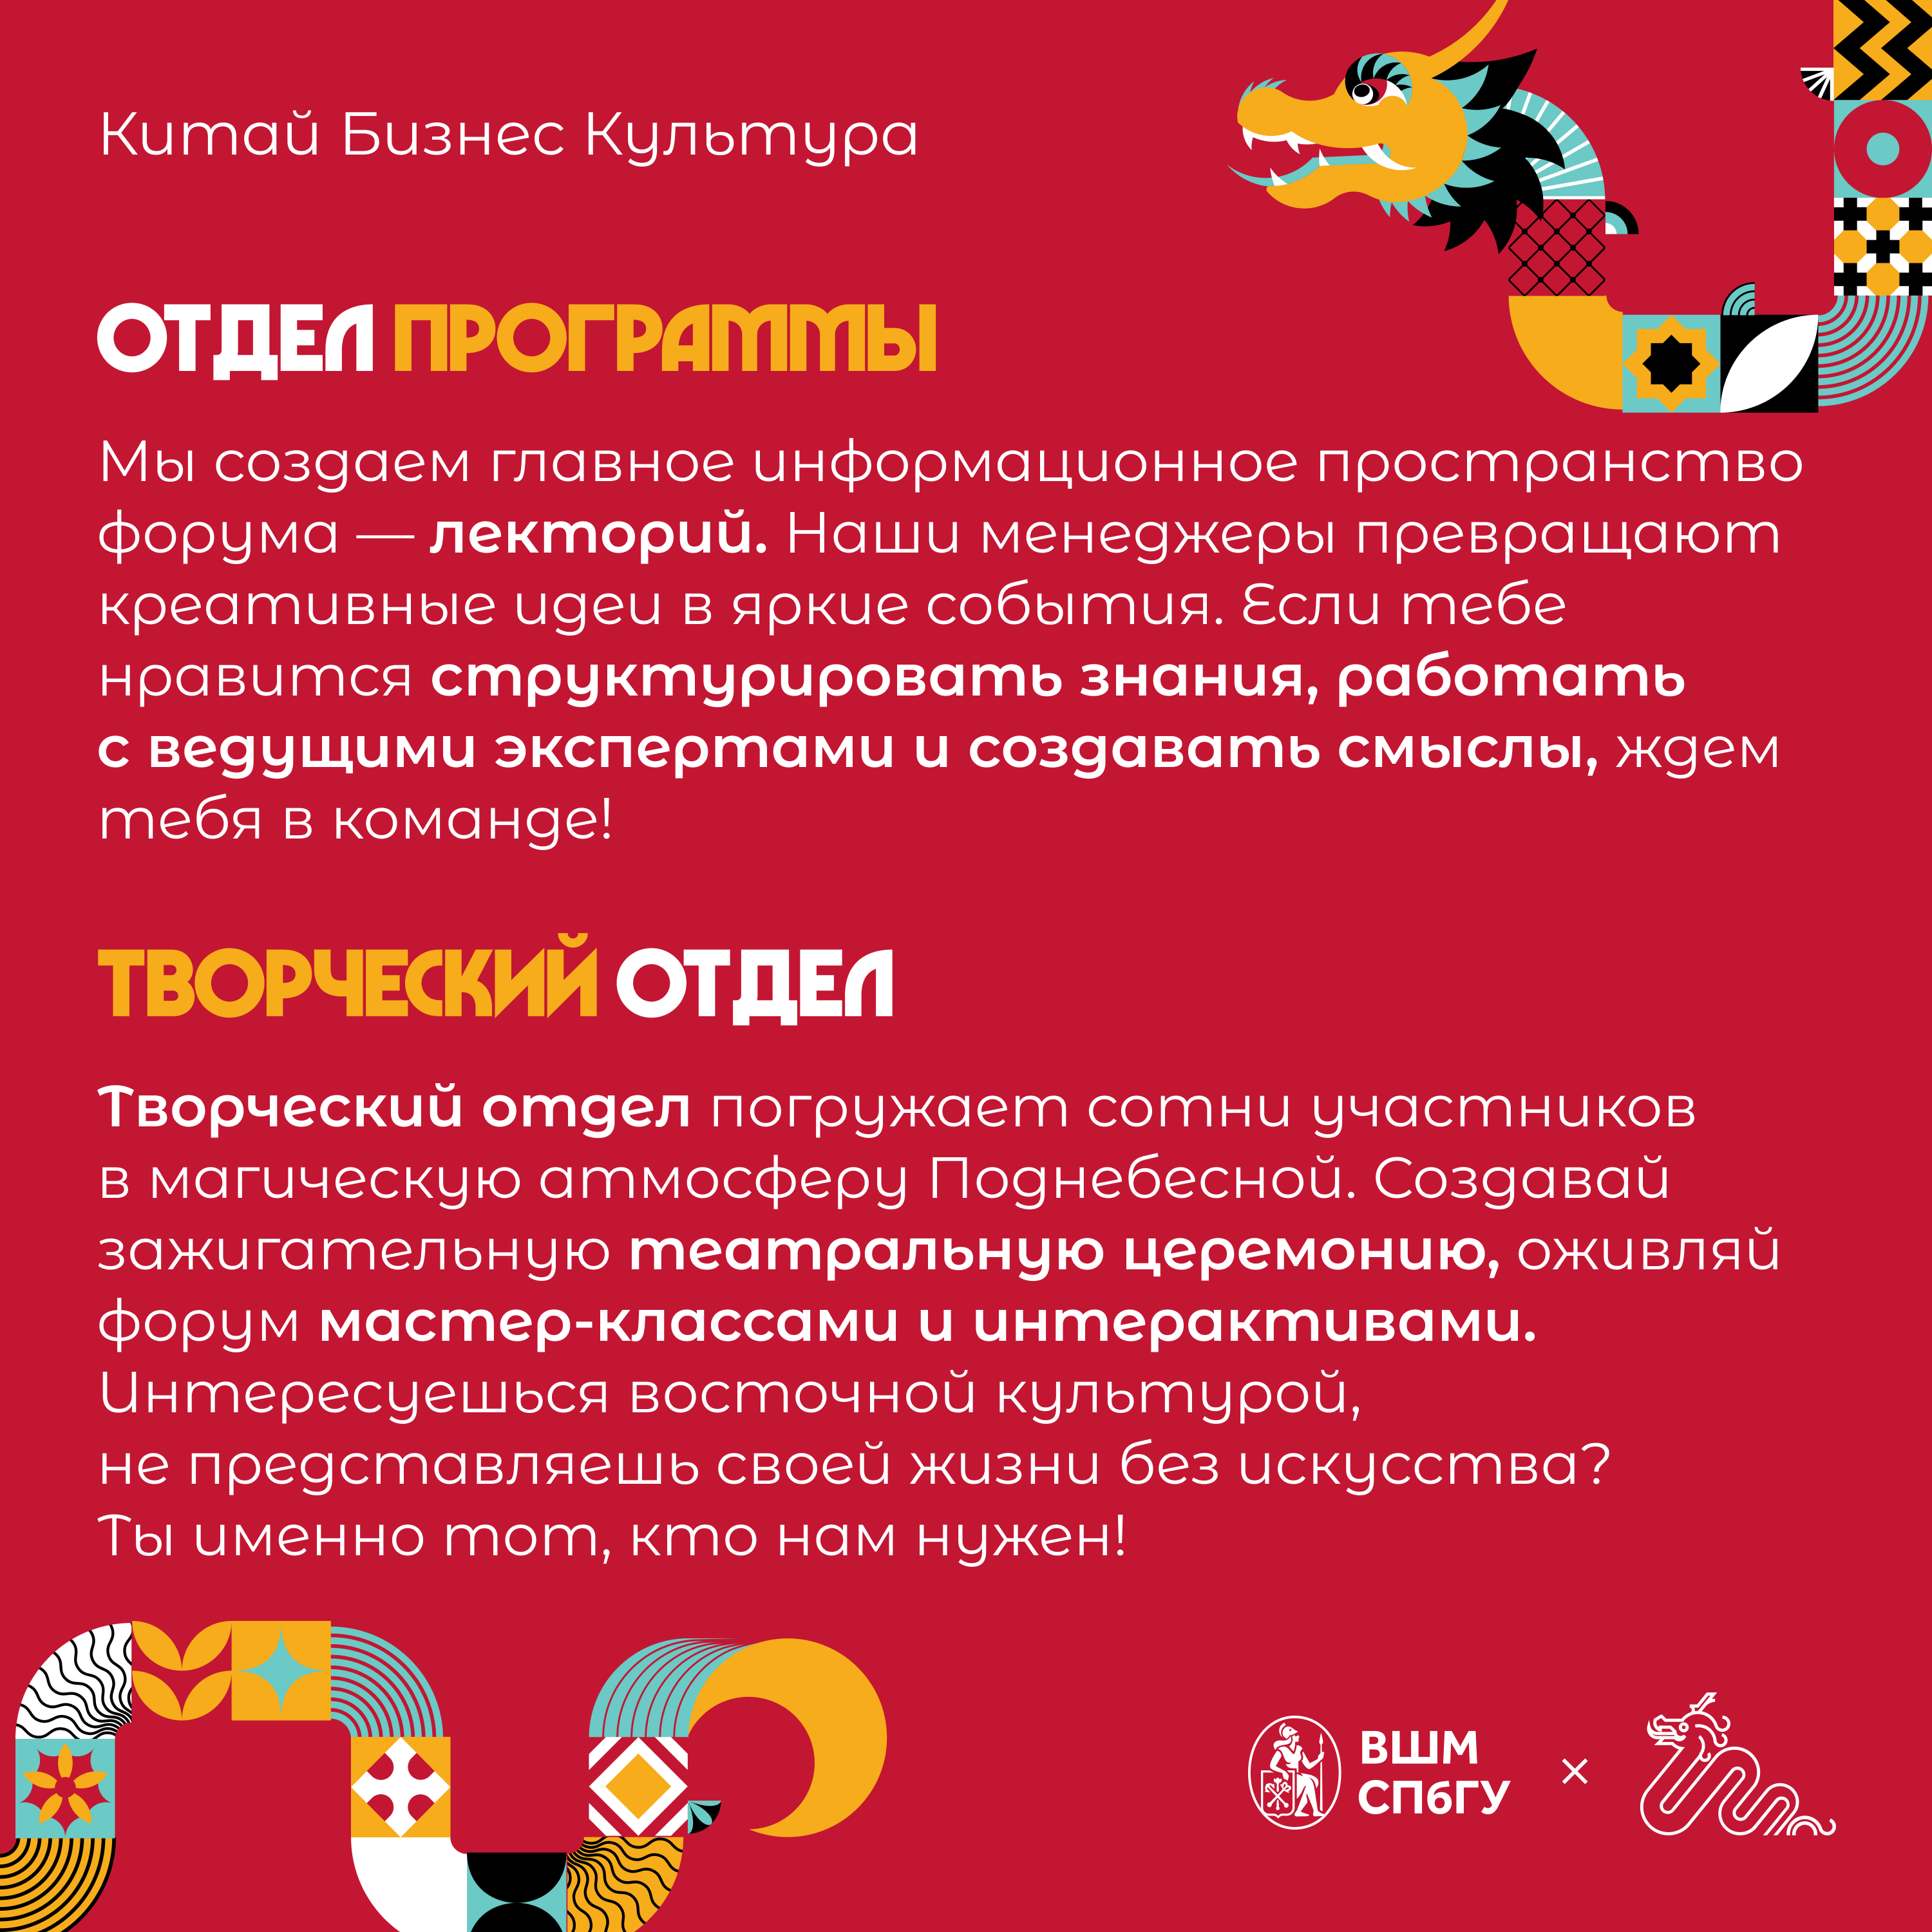 Китай Бизнес Культура
ОТДЕЛ ПРОГРАММЫ
Мы создаем главное информационное пространство
форума — лекторий. Наши менеджеры превращают
креативные идеи в яркие события. Если тебе
нравится структурировать знания, работать
с ведущими экспертами и создавать смыслы, ждем
тебя в команде!
ТВОРЧЕСКИЙ ОТДЕЛ
Творческий отдел погружает сотни участников
в магическую атмосферу Поднебесной. Создавай
зажигательную театральную церемонию, оживляй
форум мастер-классами и интерактивами.
Интересуешься восточной культурой,
не представляешь своей жизни без искусства?
Ты именно тот, кто нам нужен!
ВШМ
СПбГУ
×